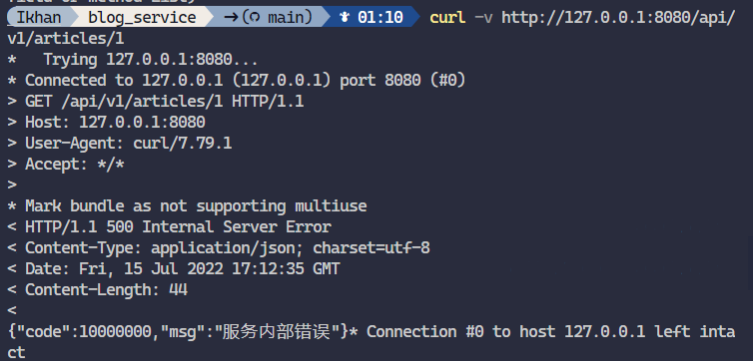 Ikhan blog_service →( main) 01:10 curl -v http://127.0.0.1:8080/api/
v1/articles/1
*   Trying 127.0.0.1:8080...
* Connected to 127.0.0.1 (127.0.0.1) port 8080 (#0)
> GET /api/v1/articles/1 HTTP/1.1
> Host: 127.0.0.1:8080
> User-Agent: curl/7.79.1
> Accept: */*
>
* Mark bundle as not supporting multiuse
< HTTP/1.1 500 Internal Server Error
< Content-Type: application/json; charset=utf-8
< Date: Fri, 15 Jul 2022 17:12:35 GMT
< Content-Length: 44
<
{"code":10000000,"msg":"服务内部错误"}* Connection #0 to host 127.0.0.1 left inta
ct